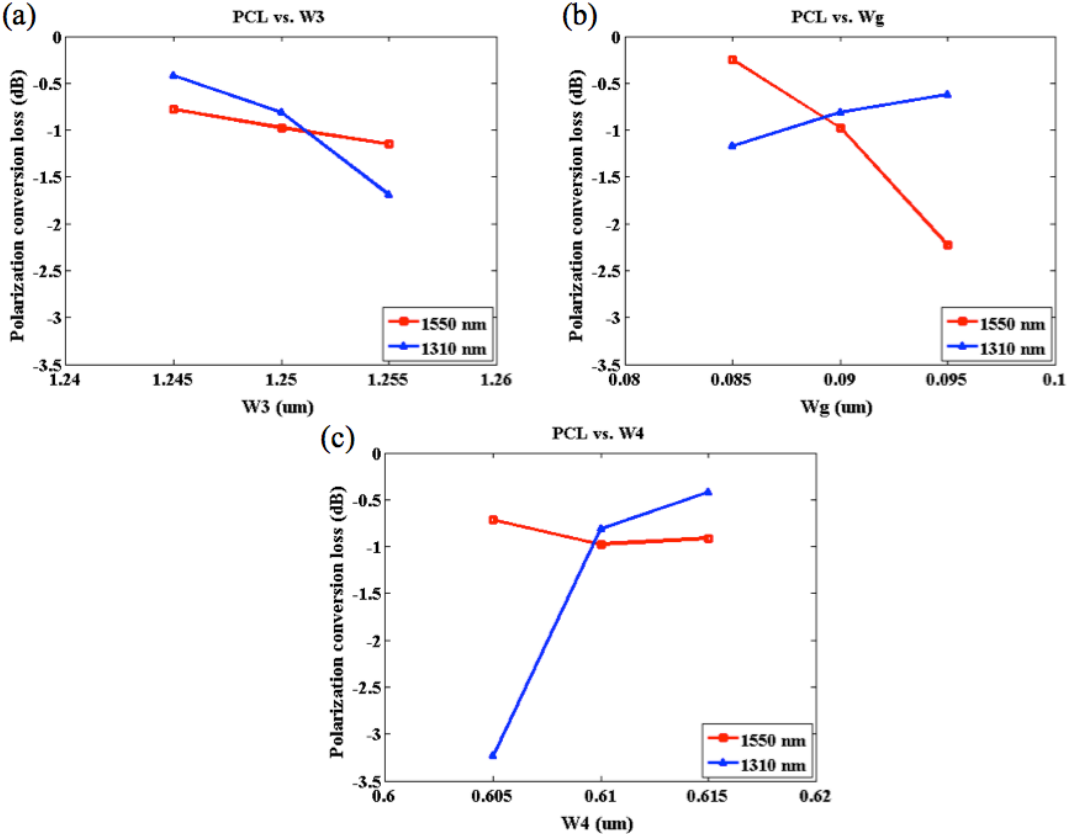 (a)
PCL vs. W3
Polarization conversion loss (dB)
0
-0.5
-1
-1.5
-2
-2.5
-3
-3.5
1.24
1.245
1.25
1.255
1.26
W3 (um)
1550 nm
1310 nm
(b)
PCL vs. Wg
Polarization conversion loss (dB)
0
-0.5
-1
-1.5
-2
-2.5
-3
-3.5
0.08
0.085
0.09
0.095
0.1
Wg (um)
1550 nm
1310 nm
(c)
PCL vs. W4
Polarization conversion loss (dB)
0
-0.5
-1
-1.5
-2
-2.5
-3
-3.5
0.6
0.605
0.61
0.615
0.62
W4 (um)
1550 nm
1310 nm